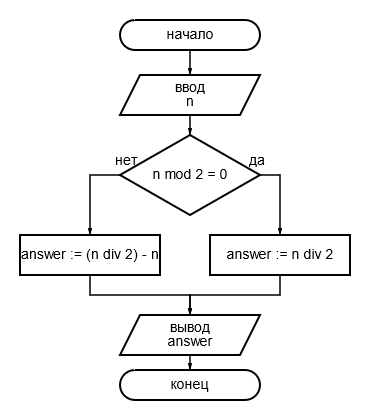 начало
ввод
n
нет
да
n mod 2 = 0
answer := (n div 2) - n
answer := n div 2
вывод
answer
конец